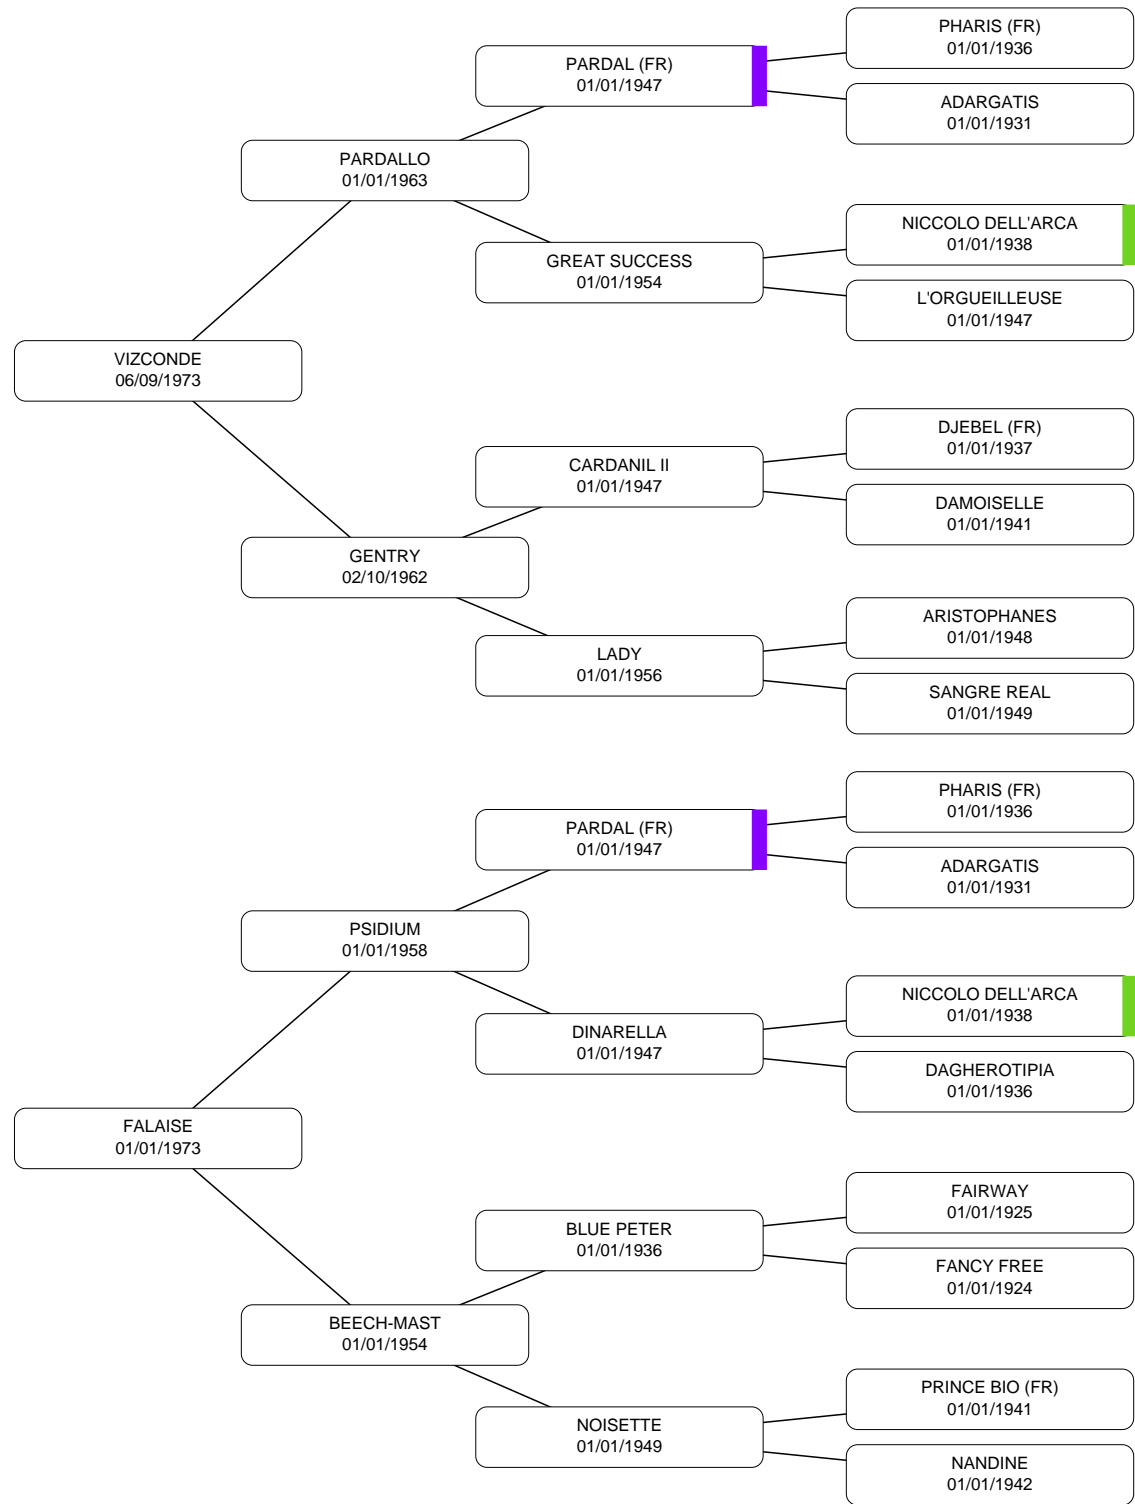 PHARIS (FR)
01/01/1936
PARDAL (FR)
01/01/1947
ADARGATIS
01/01/1931
PARDALLO
01/01/1963
NICCOLO DELL'ARCA
01/01/1938
GREAT SUCCESS
01/01/1954
L'ORGUEILLEUSE
01/01/1947
VIZCONDE
06/09/1973
DJEBEL (FR)
01/01/1937
CARDANIL II
01/01/1947
DAMOISELLE
01/01/1941
GENTRY
02/10/1962
ARISTOPHANES
01/01/1948
LADY
01/01/1956
SANGRE REAL
01/01/1949
PHARIS (FR)
01/01/1936
PARDAL (FR)
01/01/1947
ADARGATIS
01/01/1931
PSIDIUM
01/01/1958
NICCOLO DELL'ARCA
01/01/1938
DINARELLA
01/01/1947
DAGHEROTIPIA
01/01/1936
FALAISE
01/01/1973
FAIRWAY
01/01/1925
BLUE PETER
01/01/1936
FANCY FREE
01/01/1924
BEECH-MAST
01/01/1954
PRINCE BIO (FR)
01/01/1941
NOISETTE
01/01/1949
NANDINE
01/01/1942